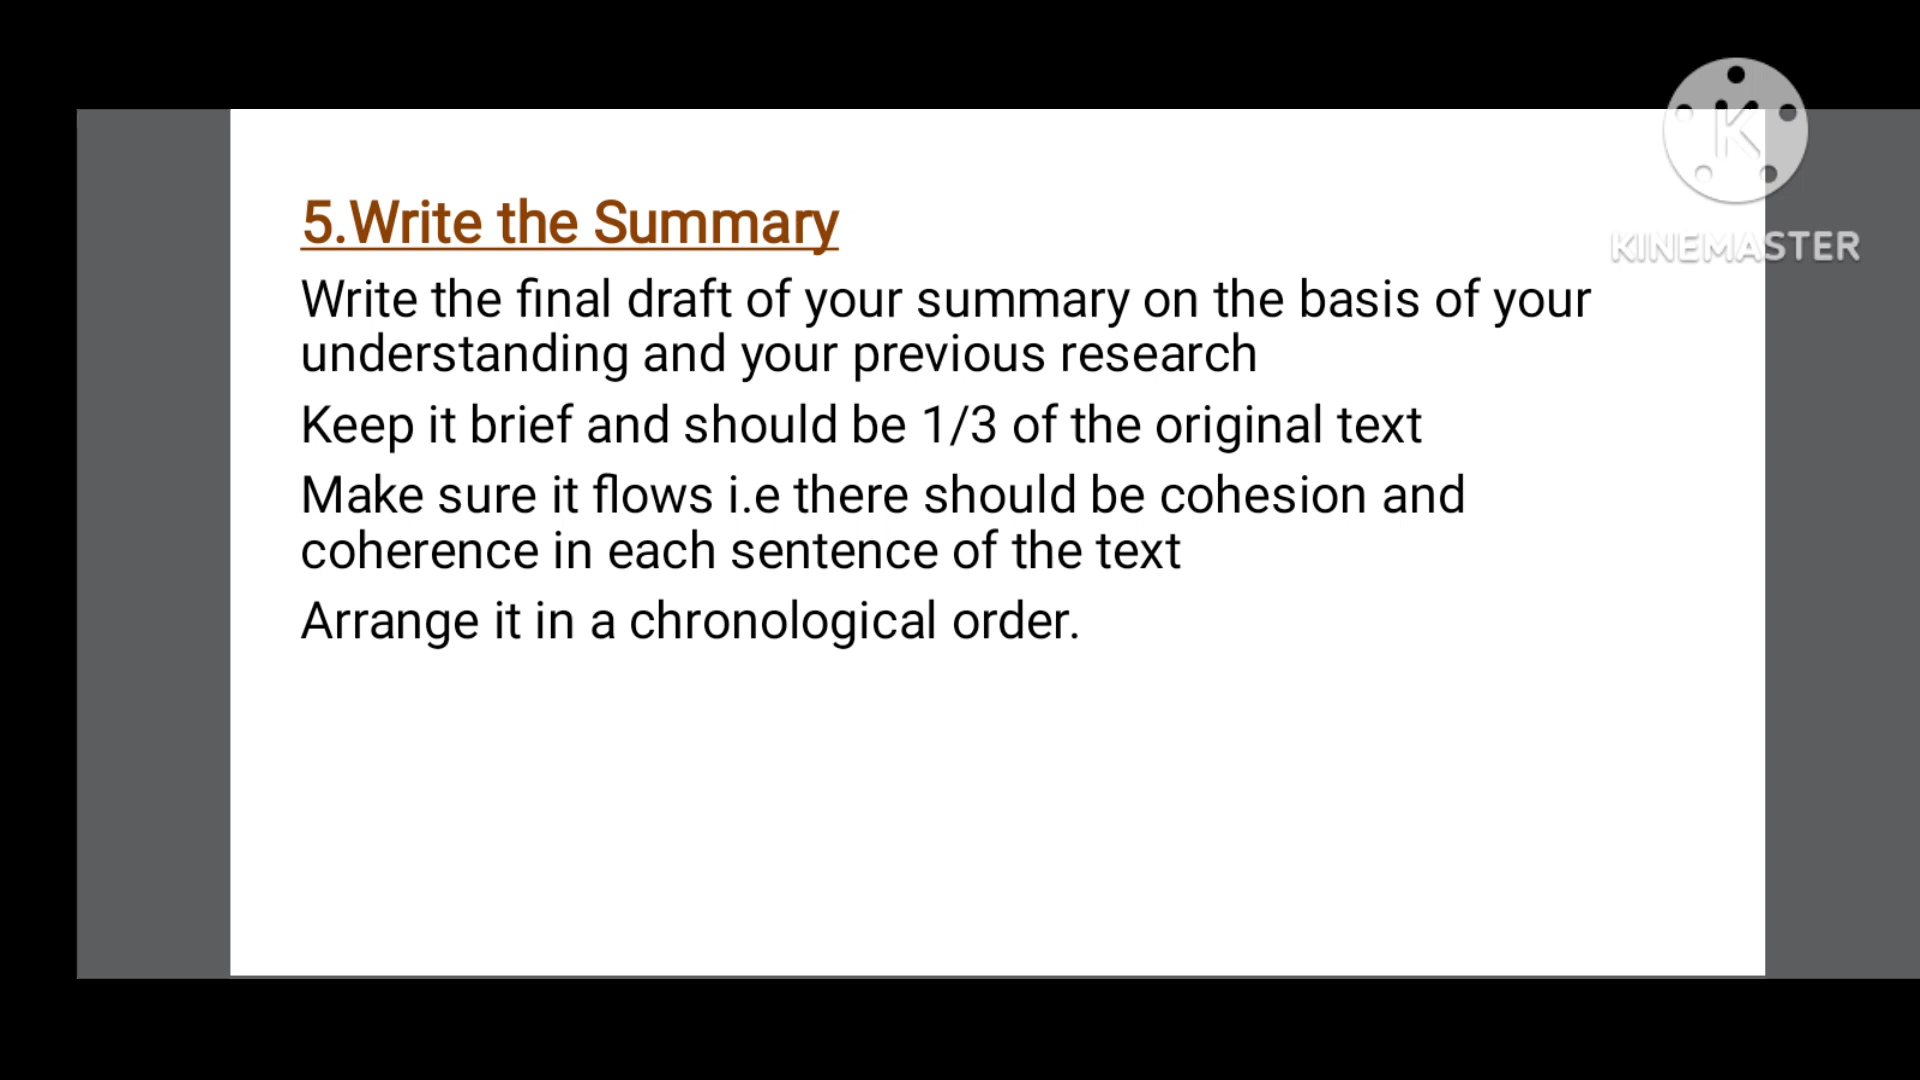 K
KINEMASTER
5.Write the Summary
Write the final draft of your summary on the basis of your
understanding and your previous research
Keep it brief and should be 1/3 of the original text
Make sure it flows i.e there should be cohesion and
coherence in each sentence of the text
Arrange it in a chronological order.